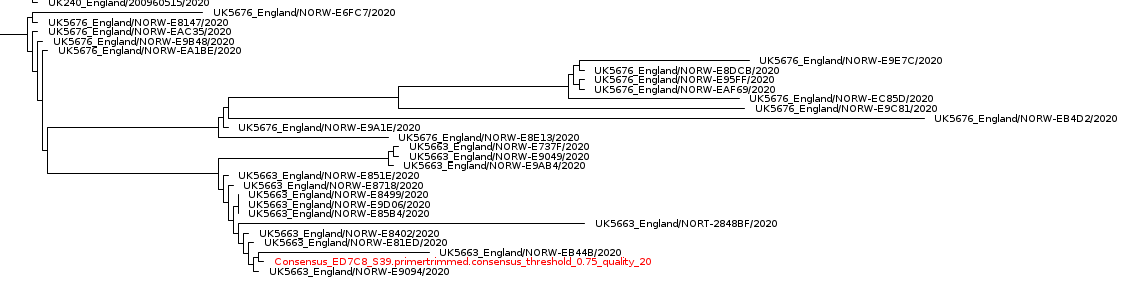 UK240_England/200960515/2020
UK5676_England/NORW-E6FC7/2020
UK5676_England/NORW-E8147/2020
UK5676_England/NORW-EAC35/2020
UK5676_England/NORW-E9B48/2020
UK5676_England/NORW-EA1BE/2020
UK5676_England/NORW-E9E7C/2020
UK5676_England/NORW-E8DCB/2020
UK5676_England/NORW-E95FF/2020
UK5676_England/NORW-EAF69/2020
UK5676_England/NORW-EC85D/2020
UK5676_England/NORW-E9C81/2020
UK5676_England/NORW-EB4D2/2020
UK5676_England/NORW-E9A1E/2020
UK5676_England/NORW-E8E13/2020
UK5663_England/NORW-E737F/2020
UK5663_England/NORW-E9049/2020
UK5663_England/NORW-E9AB4/2020
UK5663_England/NORW-E851E/2020
UK5663_England/NORW-E8718/2020
UK5663_England/NORW-E8499/2020
UK5663_England/NORW-E9D06/2020
UK5663_England/NORW-E85B4/2020
UK5663_England/NORT-2848BF/2020
UK5663_England/NORW-E8402/2020
UK5663_England/NORW-E81ED/2020
UK5663_England/NORW-EB44B/2020
Consensus_ED7C8_S39.primertrimmed.consensus_threshold_0.75_quality_20
UK5663_England/NORW-E9094/2020